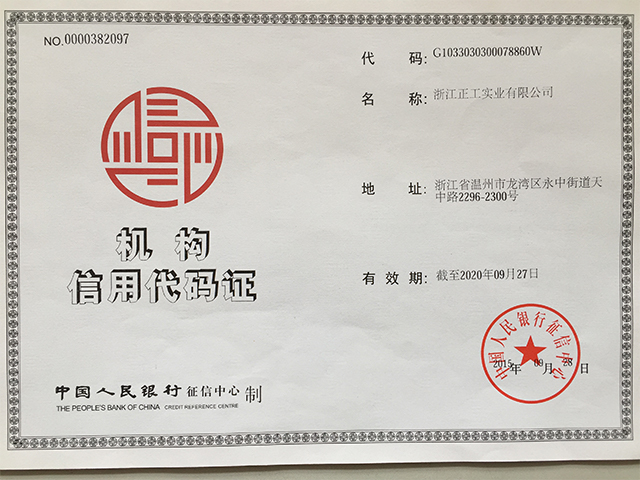 NO.0000382097
代 码: G1033030300078860W
名 称: 浙江正工实业有限公司
地 址: 浙江省温州市龙湾区永中街道天
中路2296-2300号
机 构
信用代码证
有 效 期: 截至2020年09月27日
中国人民银行征信中心
2015年 09月 28日
中国人民银行征信中心 制
THE PEOPLE'S BANK OF CHINA CREDIT REFERENCE CENTRE